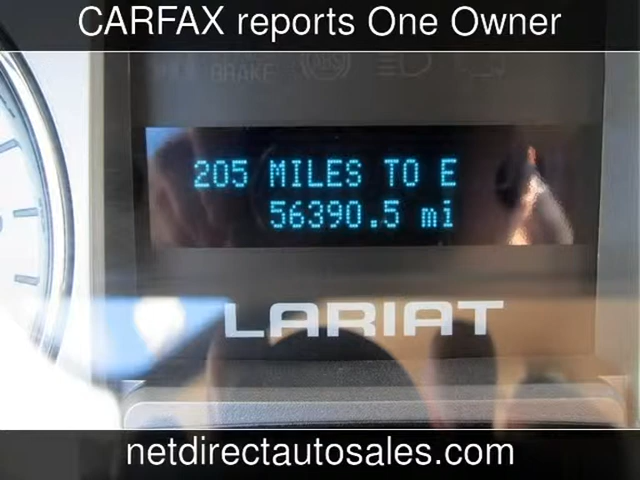 CARFAX reports One Owner
BRAKE
205 MILES TO E
56390.5 mi
LARIAT
netdirectautosales.com